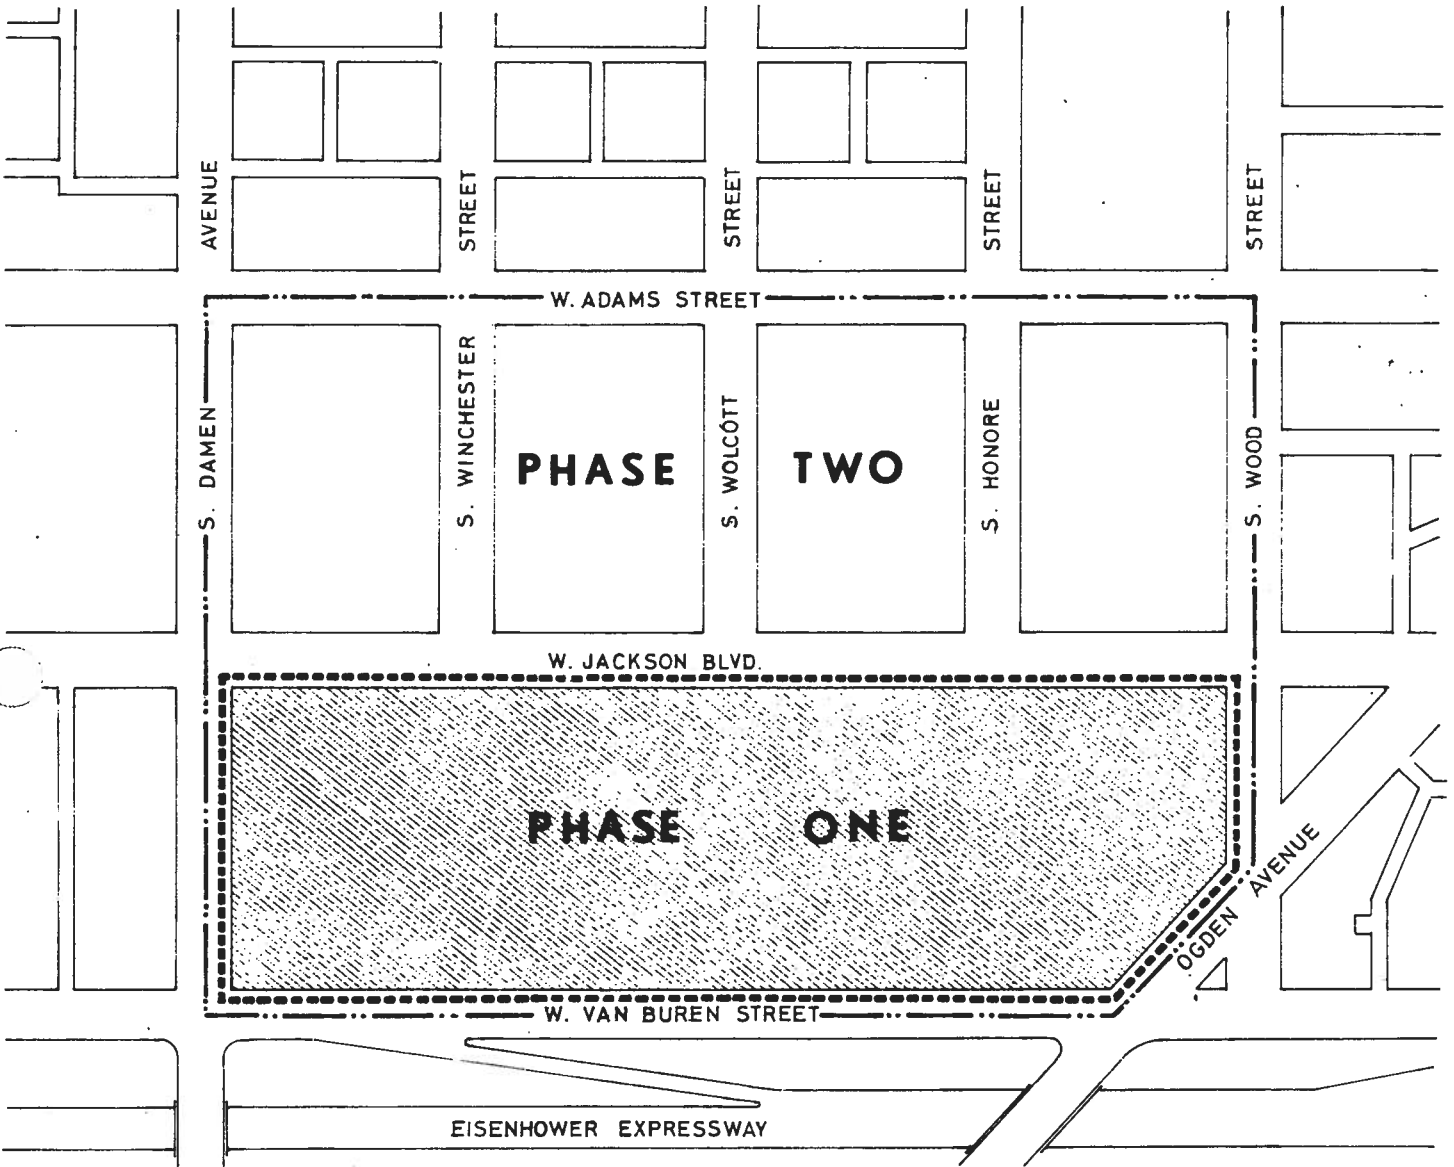 AVENUE
STREET
STREET
STREET
STREET
W. ADAMS STREET
S. DAMEN
S. WINCHESTER
PHASE
S. WOLCOTT
TWO
S. HONORE
S. WOOD
W. JACKSON BLVD.
PHASE ONE
OGDEN AVENUE
W. VAN BUREN STREET
EISENHOWER EXPRESSWAY